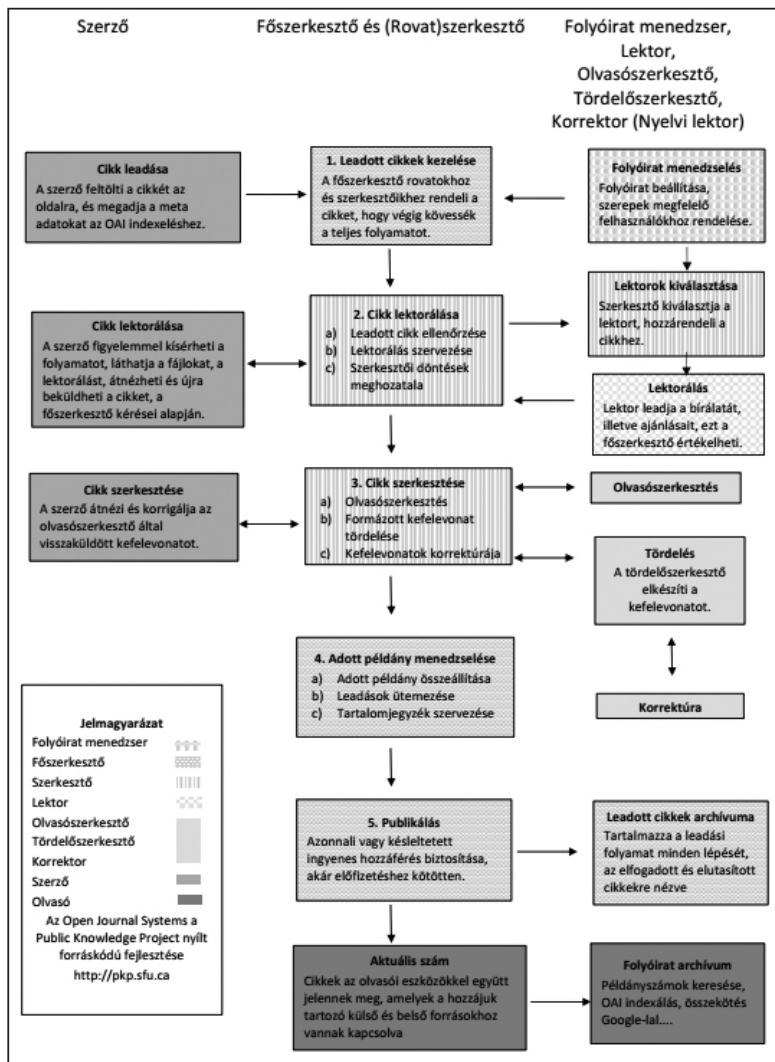 Szerző
Főszerkesztő és (Rovat)szerkesztő
Folyóirat menedzser,
Lektor,
Olvasószerkesztő,
Tördelőszerkesztő,
Korrektor (Nyelvi lektor)
Cikk leadása
A szerző feltölti a cikkét az
oldalra, és megadja a meta
adatokat az OAI indexeléshez.
1. Leadott cikkek kezelése
A főszerkesztő rovatokhoz
és szerkesztőikhez rendeli a
cikket, hogy végig kövessék
a teljes folyamatot.
Folyóirat menedzselés
Folyóirat beállítása,
szerepek megfelelő
felhasználókhoz rendelése.
Cikk lektorálása
A szerző figyelemmel kísérheti a
folyamatot, láthatja a fájlokat, a
lektorálást, átnézheti és újra
beküldheti a cikket, a
főszerkesztő kérései alapján.
2. Cikk lektorálása
a) Leadott cikk ellenőrzése
b) Lektorálás szervezése
c) Szerkesztői döntések
meghozatala
Lektorok kiválasztása
Szerkesztő kiválasztja a
lektort, hozzárendeli a
cikkhez.
Lektorálás
Lektor leadja a bírálatát,
illetve ajánlásait, ezt a
főszerkesztő értékelheti.
Cikk szerkesztése
A szerző átnézi és korrigálja az
olvasószerkesztő által
visszaküldött kefelevonatot.
3. Cikk szerkesztése
a) Olvasószerkesztés
b) Formázott kefelevonat
tördelése
c) Kefelevonatok korrektúrája
Olvasószerkesztés
Tördelés
A tördelőszerkesztő
elkészíti a
kefelevonatot.
Korrektúra
4. Adott példány menedzselése
a) Adott példány összeállítása
b) Leadások ütemezése
c) Tartalomjegyzék szervezése
Jelmagyarázat
Folyóirat menedzser
Főszerkesztő
Szerkesztő
Lektor
Olvasószerkesztő
Tördelőszerkesztő
Korrektor
Szerző
Olvasó
Az Open Journal Systems a
Public Knowledge Project nyílt
forráskódú fejlesztése
http://pkp.sfu.ca
5. Publikálás
Azonnali vagy késleltetett
ingyenes hozzáférés biztosítása,
akár előfizetéshez kötötten.
Leadott cikkek archívuma
Tartalmazza a leadási
folyamat minden lépését,
az elfogadott és elutasított
cikkekre nézve
Aktuális szám
Cikkek az olvasói eszközökkel együtt
jelennek meg, amelyek a hozzájuk
tartozó külső és belső forrásokhoz
vannak kapcsolva
Folyóirat archívum
Példányszámok keresése,
OAI indexálás, összekötés
Google-lal....